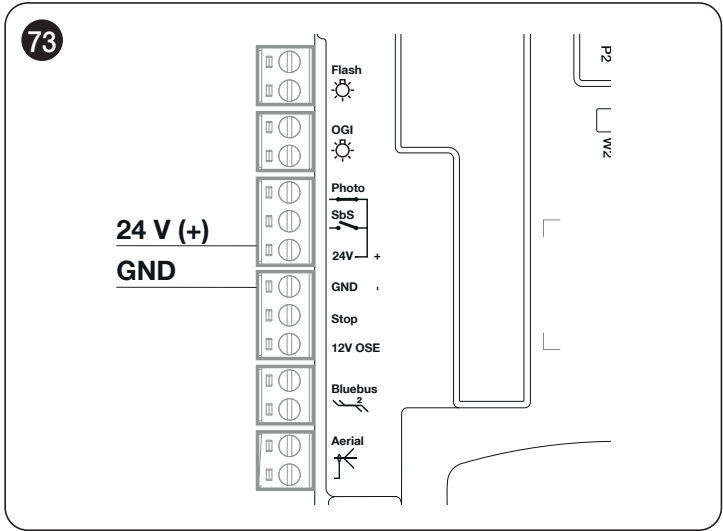 73
Flash
OGI
Photo
SbS
24V +
GND -
Stop
12V OSE
Bluebus
2
Aerial
24 V (+)
GND
P2
W2